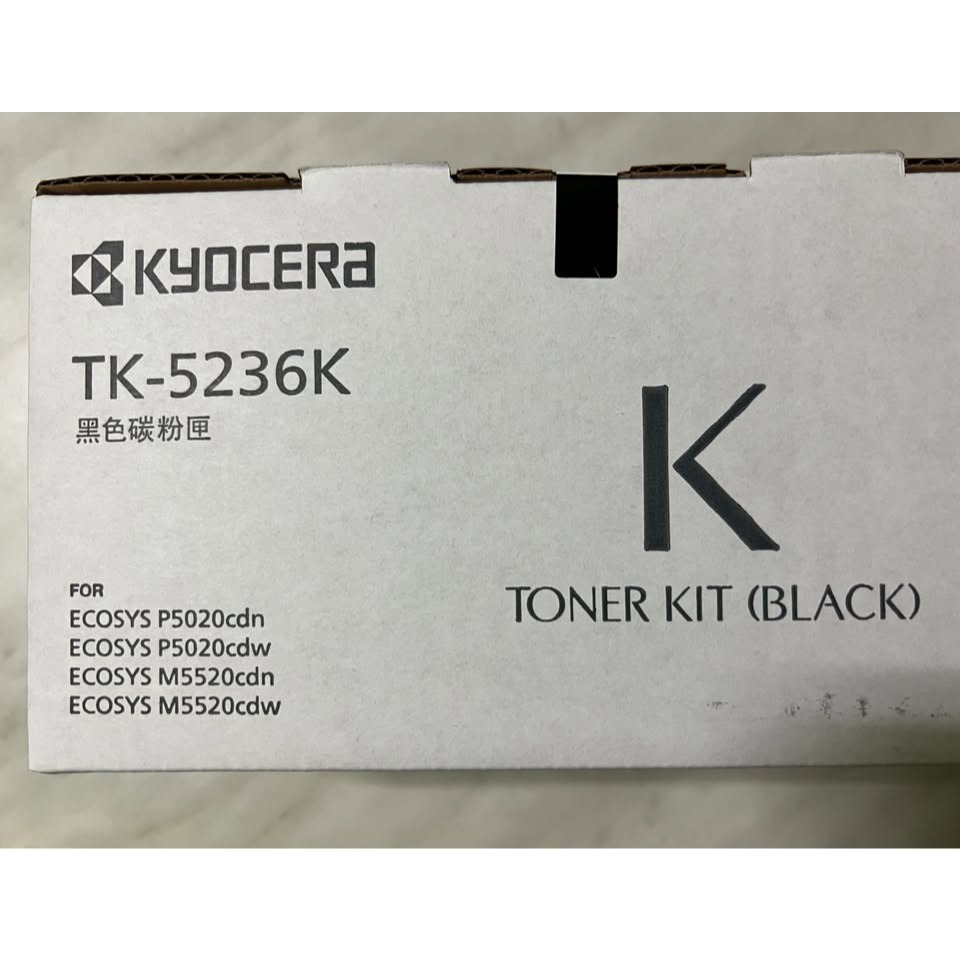 KYOCERA
TK-5236K
黑色碳粉匣
K
TONER KIT (BLACK)
FOR
ECOSYS P5020cdn
ECOSYS P5020cdw
ECOSYS M5520cdn
ECOSYS M5520cdw